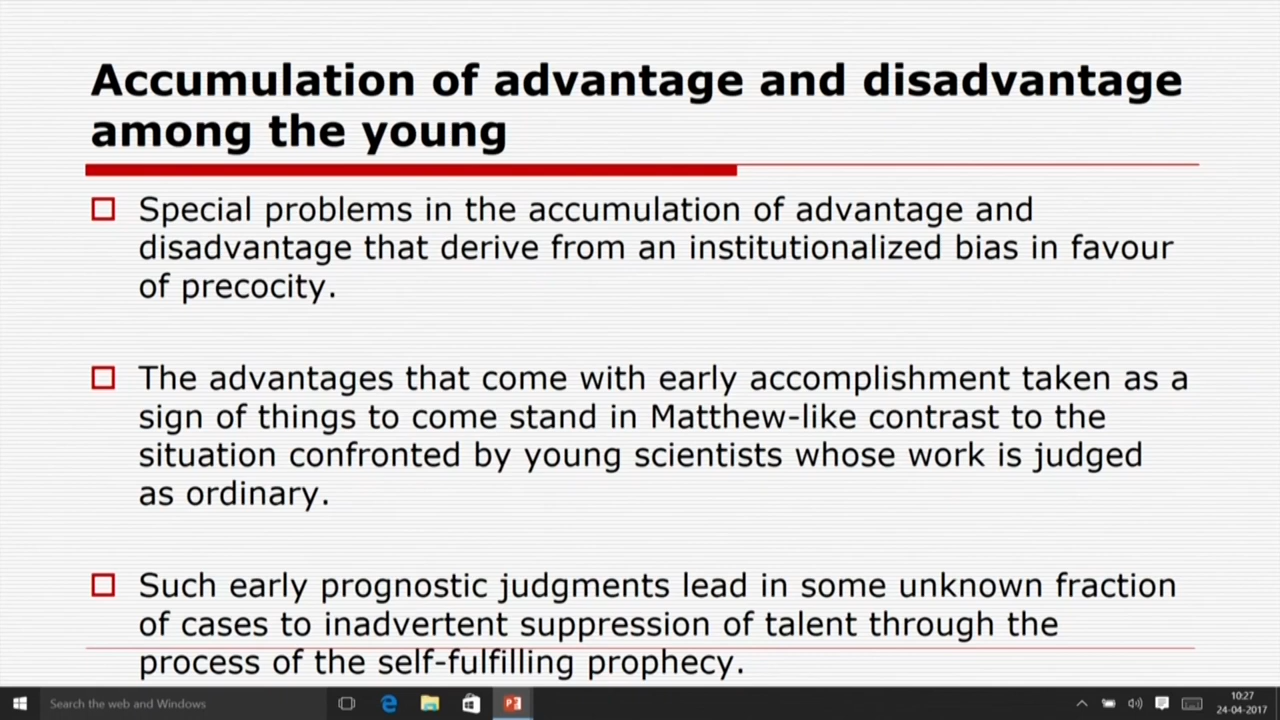 Accumulation of advantage and disadvantage
among the young
Special problems in the accumulation of advantage and
disadvantage that derive from an institutionalized bias in favour
of precocity.
The advantages that come with early accomplishment taken as a
sign of things to come stand in Matthew-like contrast to the
situation confronted by young scientists whose work is judged
as ordinary.
Such early prognostic judgments lead in some unknown fraction
of cases to inadvertent suppression of talent through the
process of the self-fulfilling prophecy.
Search the web and Windows
10:27
24-04-2017